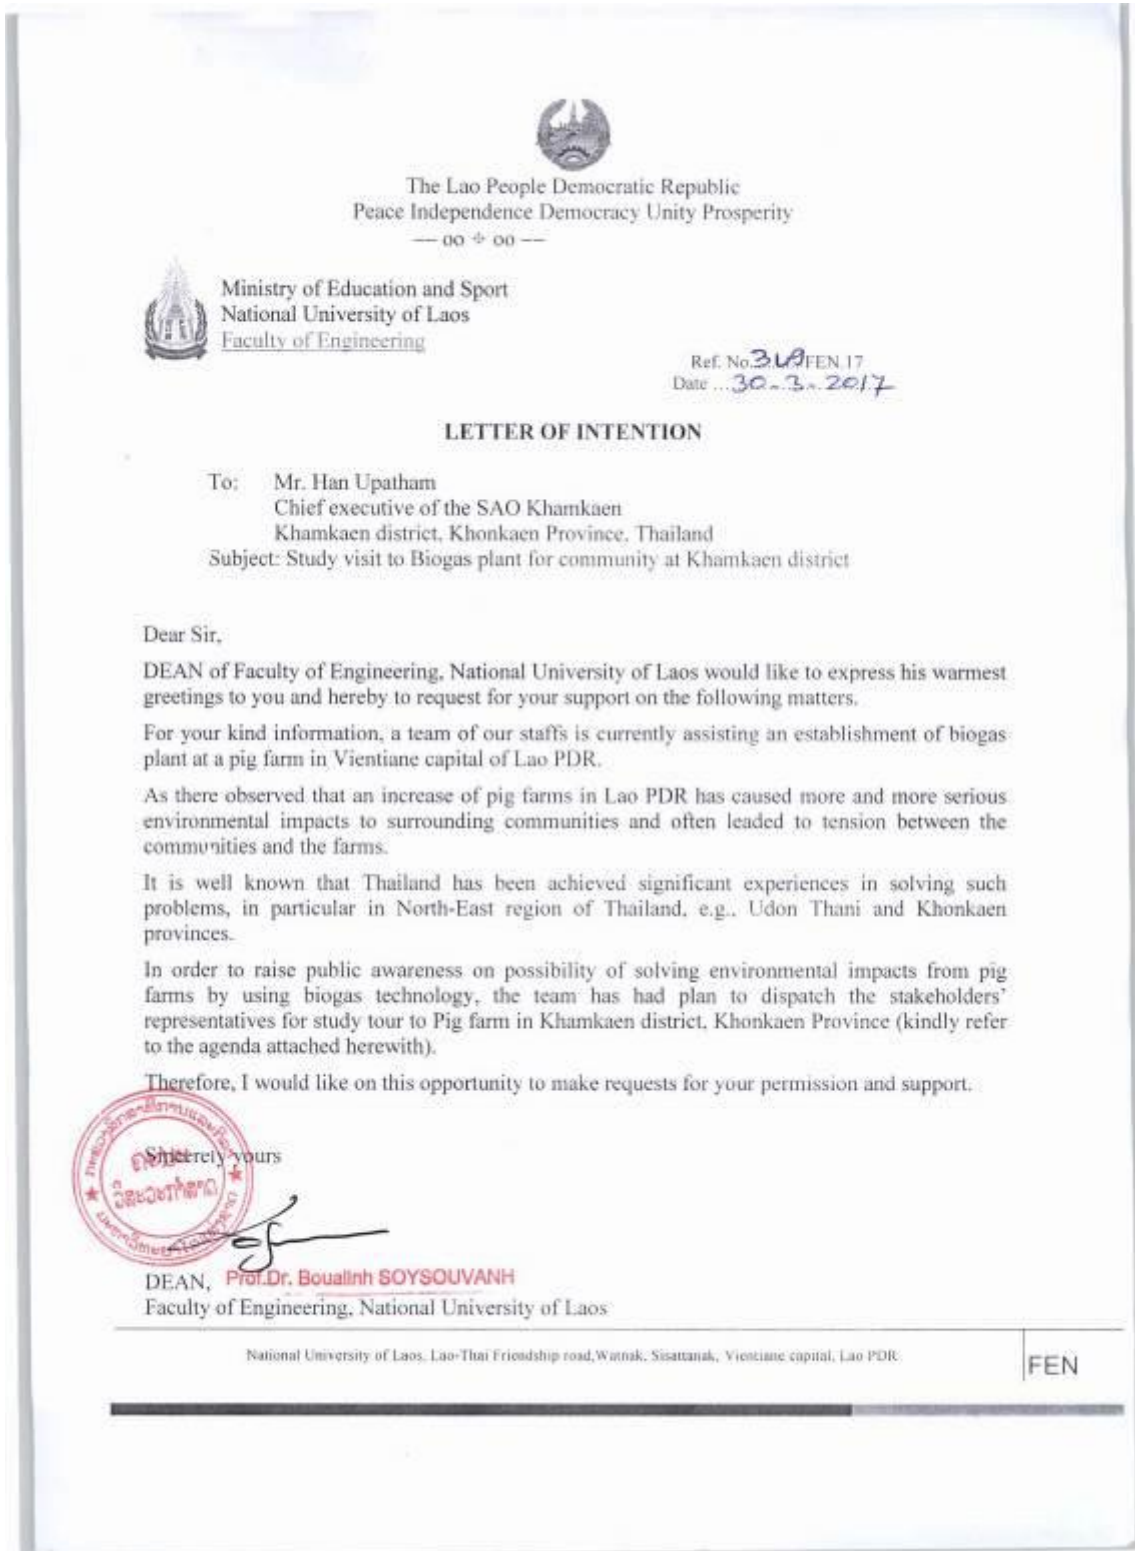 The Lao People Democratic Republic
Peace Independence Democracy Unity Prosperity
— oo ÷ oo —
Ministry of Education and Sport
National University of Laos
Faculty of Engineering
Ref. No. FEN 17
Date ...30-3-2017
LETTER OF INTENTION
To: Mr. Han Upatham
Chief executive of the SAO Khamkaen
Khamkaen district, Khonkaen Province, Thailand
Subject: Study visit to Biogas plant for community at Khamkaen district
Dear Sir,
DEAN of Faculty of Engineering, National University of Laos would like to express his warmest
greetings to you and hereby to request for your support on the following matters.
For your kind information, a team of our staffs is currently assisting an establishment of biogas
plant at a pig farm in Vientiane capital of Lao PDR.
As there observed that an increase of pig farms in Lao PDR has caused more and more serious
environmental impacts to surrounding communities and often leaded to tension between the
communities and the farms.
It is well known that Thailand has been achieved significant experiences in solving such
problems, in particular in North-East region of Thailand, e.g., Udon Thani and Khonkaen
provinces.
In order to raise public awareness on possibility of solving environmental impacts from pig
farms by using biogas technology, the team has had plan to dispatch the stakeholders'
representatives for study tour to Pig farm in Khamkaen district, Khonkaen Province (kindly refer
to the agenda attached herewith).
Therefore, I would like on this opportunity to make requests for your permission and support.
Sincerely yours
ວິສະວະກຳສາດ
DEAN, Prof.Dr. Boualinh SOYSOUVANH
Faculty of Engineering, National University of Laos
National University of Laos, Lao-Thai Friendship road,Watnak, Sisattanak, Vientiane capital, Lao PDR
FEN